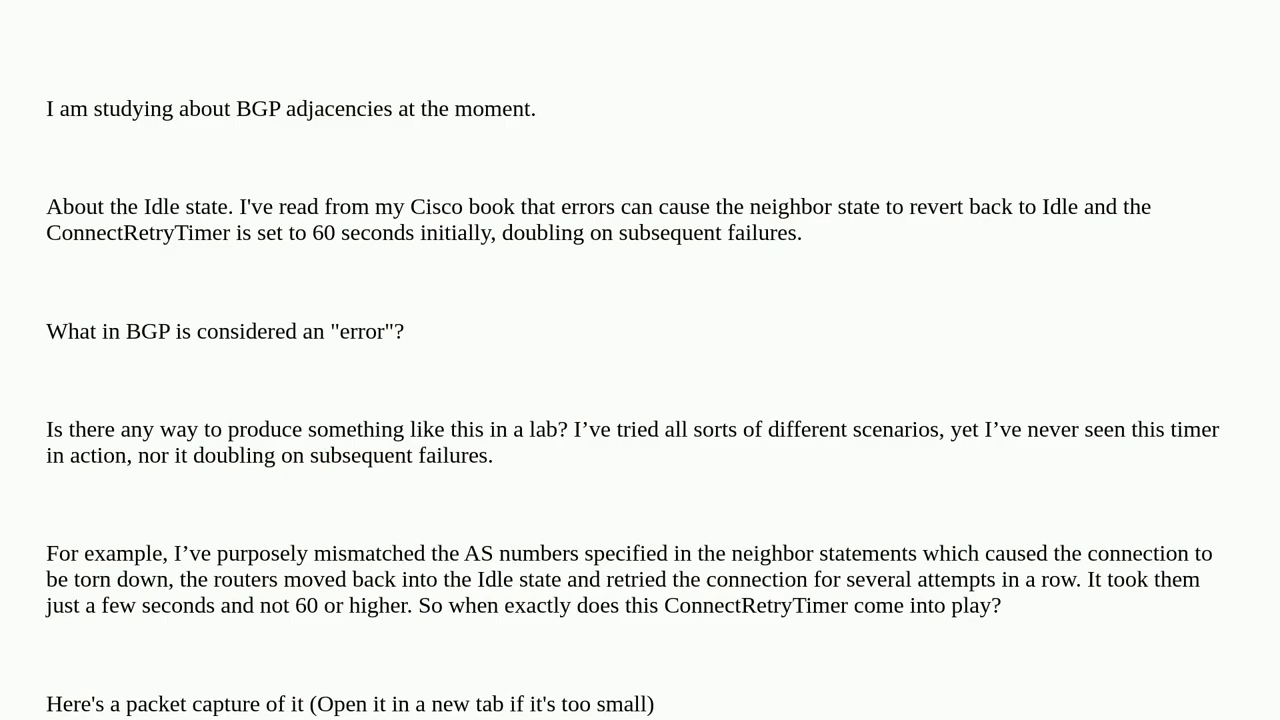 I am studying about BGP adjacencies at the moment.
About the Idle state. I've read from my Cisco book that errors can cause the neighbor state to revert back to Idle and the
ConnectRetryTimer is set to 60 seconds initially, doubling on subsequent failures.
What in BGP is considered an "error"?
Is there any way to produce something like this in a lab? I’ve tried all sorts of different scenarios, yet I’ve never seen this timer
in action, nor it doubling on subsequent failures.
For example, I’ve purposely mismatched the AS numbers specified in the neighbor statements which caused the connection to
be torn down, the routers moved back into the Idle state and retried the connection for several attempts in a row. It took them
just a few seconds and not 60 or higher. So when exactly does this ConnectRetryTimer come into play?
Here's a packet capture of it (Open it in a new tab if it's too small)